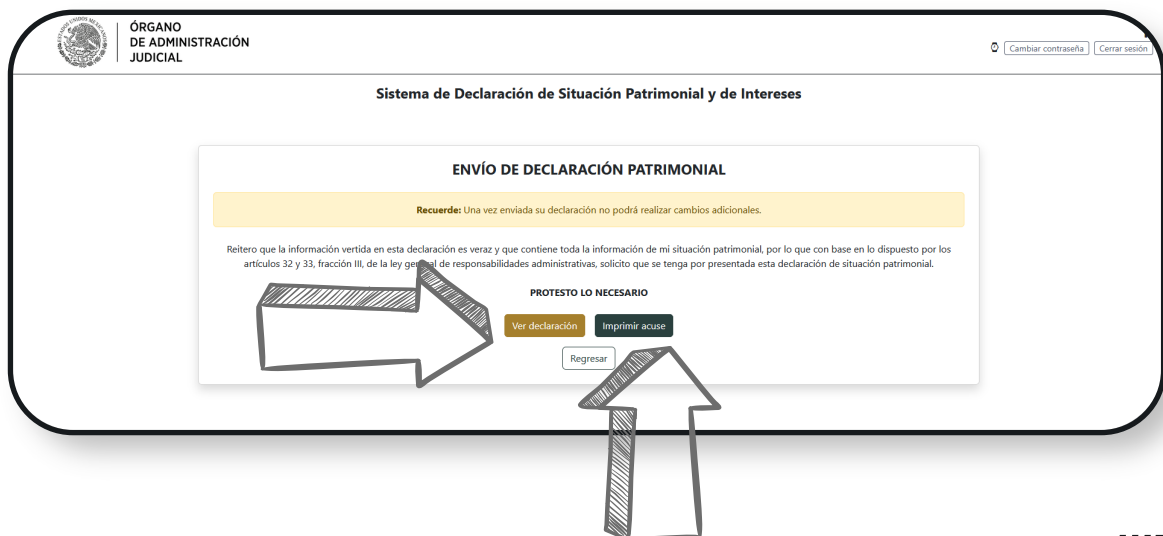 ÓRGANO
DE ADMINISTRACIÓN
JUDICIAL
Cambiar contraseña
Cerrar sesión
Sistema de Declaración de Situación Patrimonial y de Intereses
ENVÍO DE DECLARACIÓN PATRIMONIAL
Recuerde: Una vez enviada su declaración no podrá realizar cambios adicionales.
Reitero que la información vertida en esta declaración es veraz y que contiene toda la información de mi situación patrimonial, por lo que con base en lo dispuesto por los
artículos 32 y 33, fracción III, de la ley general de responsabilidades administrativas, solicito que se tenga por presentada esta declaración de situación patrimonial.
PROTESTO LO NECESARIO
Ver declaración
Imprimir acuse
Regresar